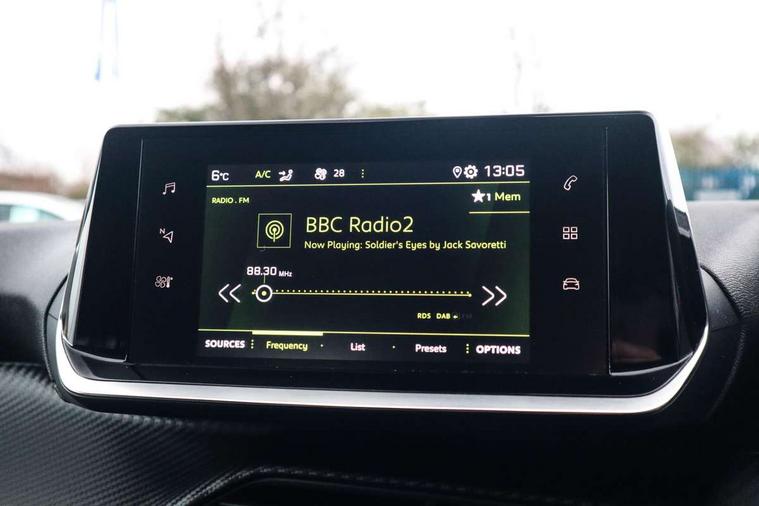 6°C A/C 28 13:05
RADIO . FM 1 Mem
BBC Radio2
Now Playing: Soldier's Eyes by Jack Savoretti
88.30 MHz
N
RDS DAB FM
SOURCES Frequency List Presets OPTIONS